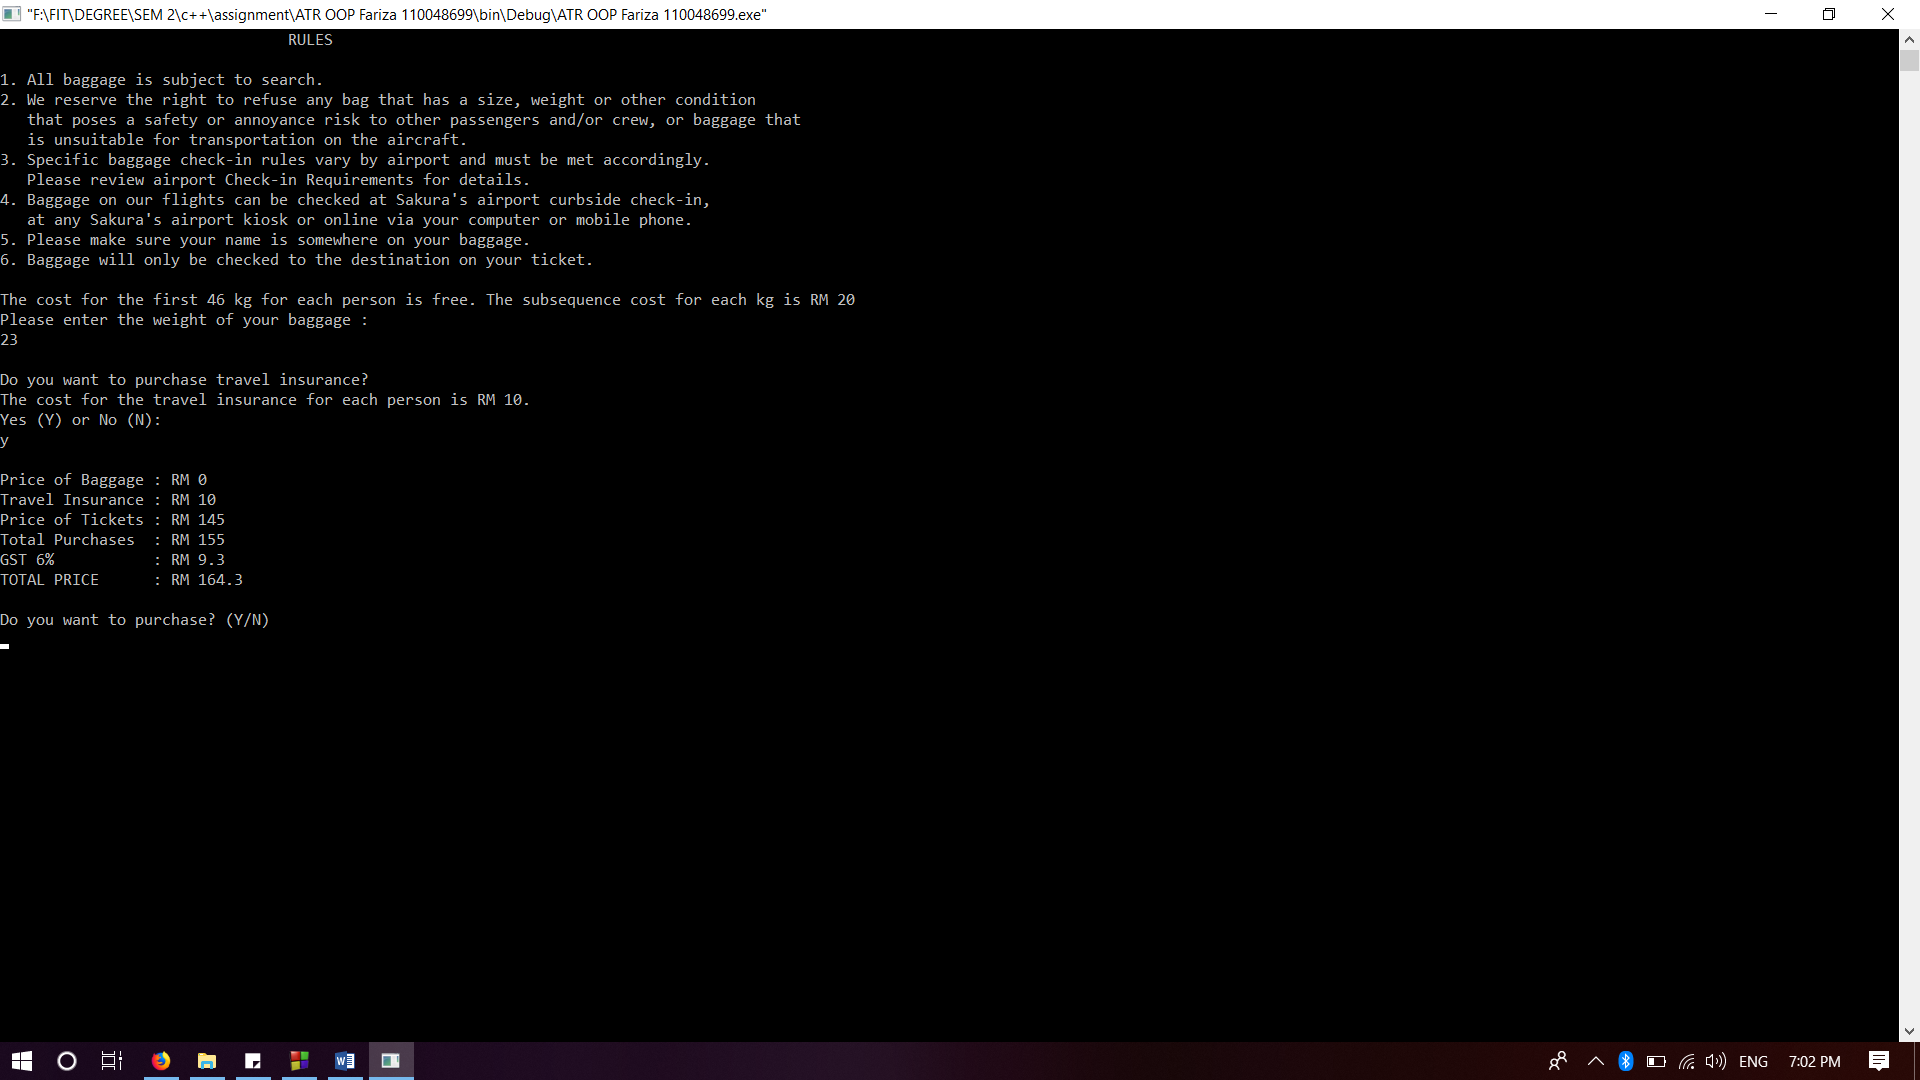 "F:\FIT\DEGREE\SEM 2\c++\assignment\ATR OOP Fariza 110048699\bin\Debug\ATR OOP Fariza 110048699.exe"
RULES
1. All baggage is subject to search.
2. We reserve the right to refuse any bag that has a size, weight or other condition
that poses a safety or annoyance risk to other passengers and/or crew, or baggage that
is unsuitable for transportation on the aircraft.
3. Specific baggage check-in rules vary by airport and must be met accordingly.
Please review airport Check-in Requirements for details.
4. Baggage on our flights can be checked at Sakura's airport curbside check-in,
at any Sakura's airport kiosk or online via your computer or mobile phone.
5. Please make sure your name is somewhere on your baggage.
6. Baggage will only be checked to the destination on your ticket.
The cost for the first 46 kg for each person is free. The subsequence cost for each kg is RM 20
Please enter the weight of your baggage :
23
Do you want to purchase travel insurance?
The cost for the travel insurance for each person is RM 10.
Yes (Y) or No (N):
y
Price of Baggage : RM 0
Travel Insurance : RM 10
Price of Tickets : RM 145
Total Purchases  : RM 155
GST 6%           : RM 9.3
TOTAL PRICE      : RM 164.3
Do you want to purchase? (Y/N)
ENG
7:02 PM